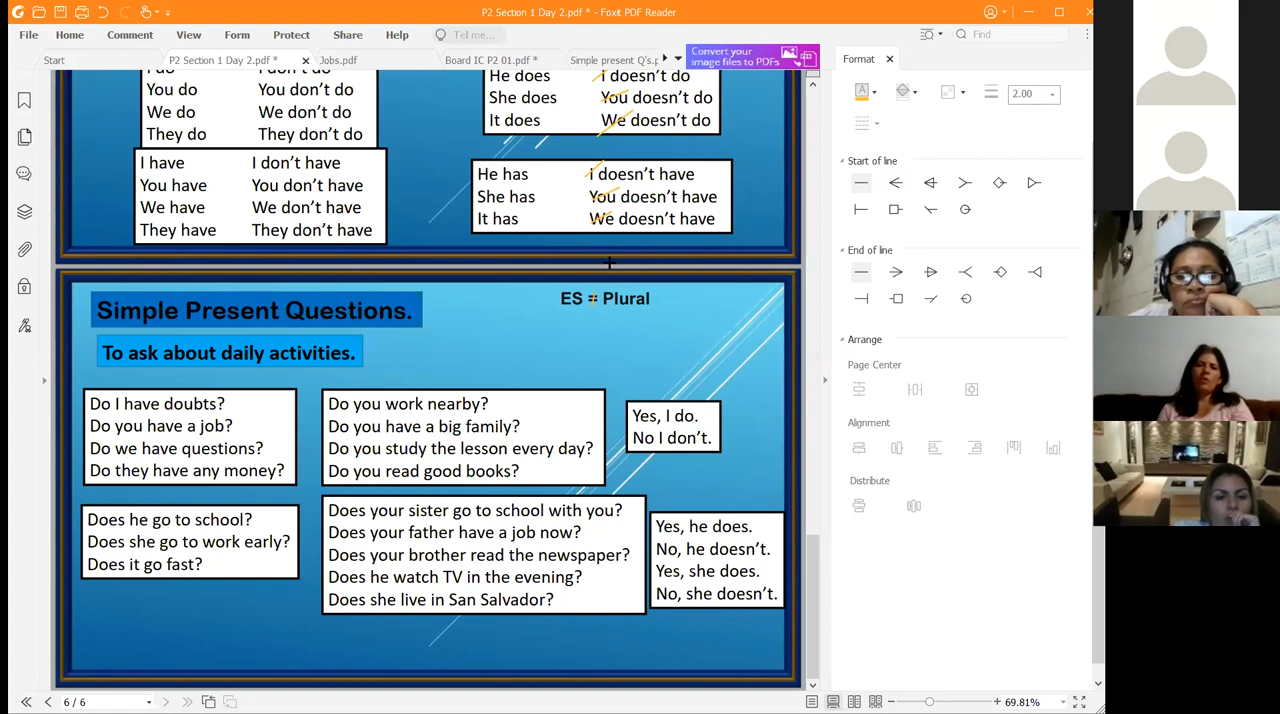 P2 Section 1 Day 2.pdf * - Foxit PDF Reader
File Home Comment View Form Protect Share Help Tell me... Find
Start P2 Section 1 Day 2.pdf * Jobs.pdf Board IC P2 01.pdf * Simple present Q's.p
Convert your
image files to PDFs
You do You don't do
We do We don't do
They do They don't do
He does I doesn't do
She does You doesn't do
It does We doesn't do
I have I don't have
You have You don't have
We have We don't have
They have They don't have
He has I doesn't have
She has You doesn't have
It has We doesn't have
Simple Present Questions.
ES ≠ Plural
To ask about daily activities.
Do I have doubts?
Do you have a job?
Do we have questions?
Do they have any money?
Do you work nearby?
Do you have a big family?
Do you study the lesson every day?
Do you read good books?
Yes, I do.
No I don't.
Does he go to school?
Does she go to work early?
Does it go fast?
Does your sister go to school with you?
Does your father have a job now?
Does your brother read the newspaper?
Does he watch TV in the evening?
Does she live in San Salvador?
Yes, he does.
No, he doesn't.
Yes, she does.
No, she doesn't.
Format
2.00
Start of line
End of line
Arrange
Page Center
Alignment
Distribute
6 / 6
69.81%